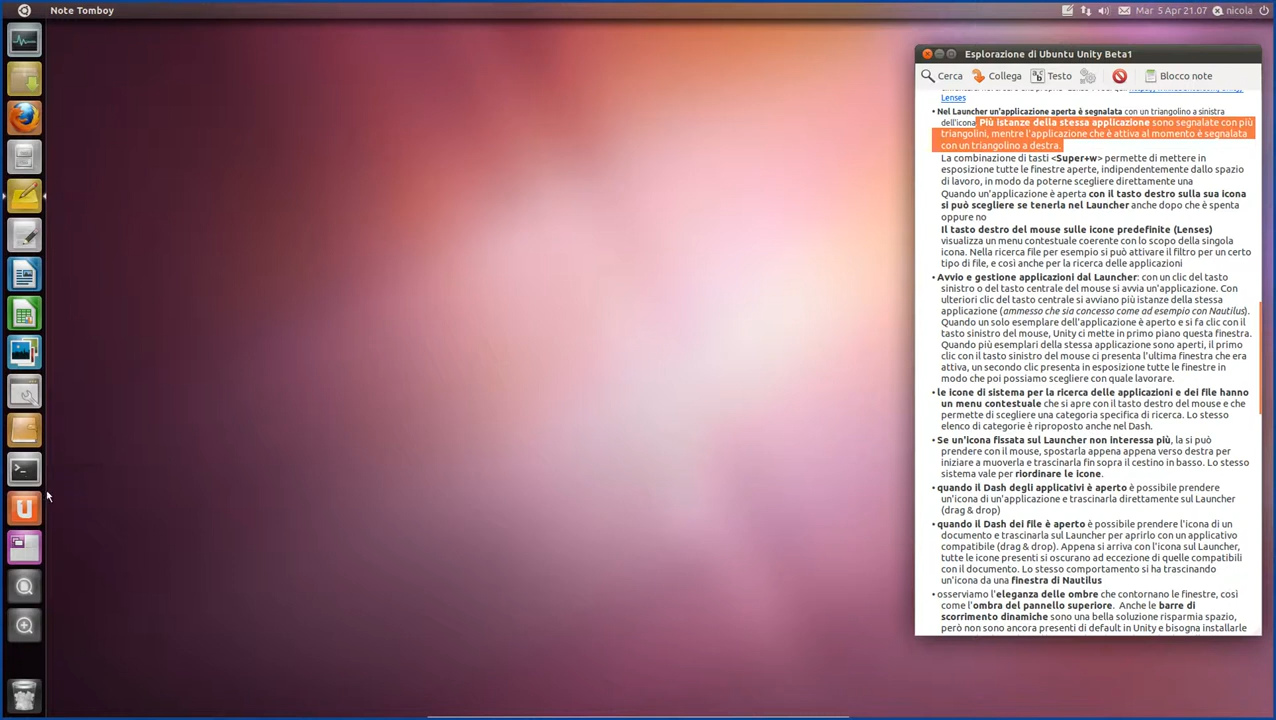 Note Tomboy
Mar 5 Apr 21.07 nicola
Esplorazione di Ubuntu Unity Beta1
Cerca Collega Testo Blocco note
Lenses
• Nel Launcher un'applicazione aperta è segnalata con un triangolino a sinistra
dell'icona Più istanze della stessa applicazione sono segnalate con più
triangolini, mentre l'applicazione che è attiva al momento è segnalata
con un triangolino a destra.
La combinazione di tasti <Super+w> permette di mettere in
esposizione tutte le finestre aperte, indipendentemente dallo spazio
di lavoro, in modo da poterne scegliere direttamente una
Quando un'applicazione è aperta con il tasto destro sulla sua icona
si può scegliere se tenerla nel Launcher anche dopo che è spenta
oppure no
Il tasto destro del mouse sulle icone predefinite (Lenses)
visualizza un menu contestuale coerente con lo scopo della singola
icona. Nella ricerca file per esempio si può attivare il filtro per un certo
tipo di file, e così anche per la ricerca delle applicazioni
• Avvio e gestione applicazioni dal Launcher: con un clic del tasto
sinistro o del tasto centrale del mouse si avvia un'applicazione. Con
ulteriori clic del tasto centrale si avviano più istanze della stessa
applicazione (ammesso che sia concesso come ad esempio con Nautilus).
Quando un solo esemplare dell'applicazione è aperto e si fa clic con il
tasto sinistro del mouse, Unity ci mette in primo piano questa finestra.
Quando più esemplari della stessa applicazione sono aperti, il primo
clic con il tasto sinistro del mouse ci presenta l'ultima finestra che era
attiva, un secondo clic presenta in esposizione tutte le finestre in
modo che poi possiamo scegliere con quale lavorare.
• le icone di sistema per la ricerca delle applicazioni e dei file hanno
un menu contestuale che si apre con il tasto destro del mouse e che
permette di scegliere una categoria specifica di ricerca. Lo stesso
elenco di categorie è riproposto anche nel Dash.
• Se un'icona fissata sul Launcher non interessa più, la si può
prendere con il mouse, spostarla appena appena verso destra per
iniziare a muoverla e trascinarla fin sopra il cestino in basso. Lo stesso
sistema vale per riordinare le icone.
• quando il Dash degli applicativi è aperto è possibile prendere
un'icona di un'applicazione e trascinarla direttamente sul Launcher
(drag & drop)
• quando il Dash dei file è aperto è possibile prendere l'icona di un
documento e trascinarla sul Launcher per aprirlo con un applicativo
compatibile (drag & drop). Appena si arriva con l'icona sul Launcher,
tutte le icone presenti si oscurano ad eccezione di quelle compatibili
con il documento. Lo stesso comportamento si ha trascinando
un'icona da una finestra di Nautilus
• osserviamo l'eleganza delle ombre che contornano le finestre, così
come l'ombra del pannello superiore. Anche le barre di
scorrimento dinamiche sono una bella soluzione risparmia spazio,
però non sono ancora presenti di default in Unity e bisogna installarle